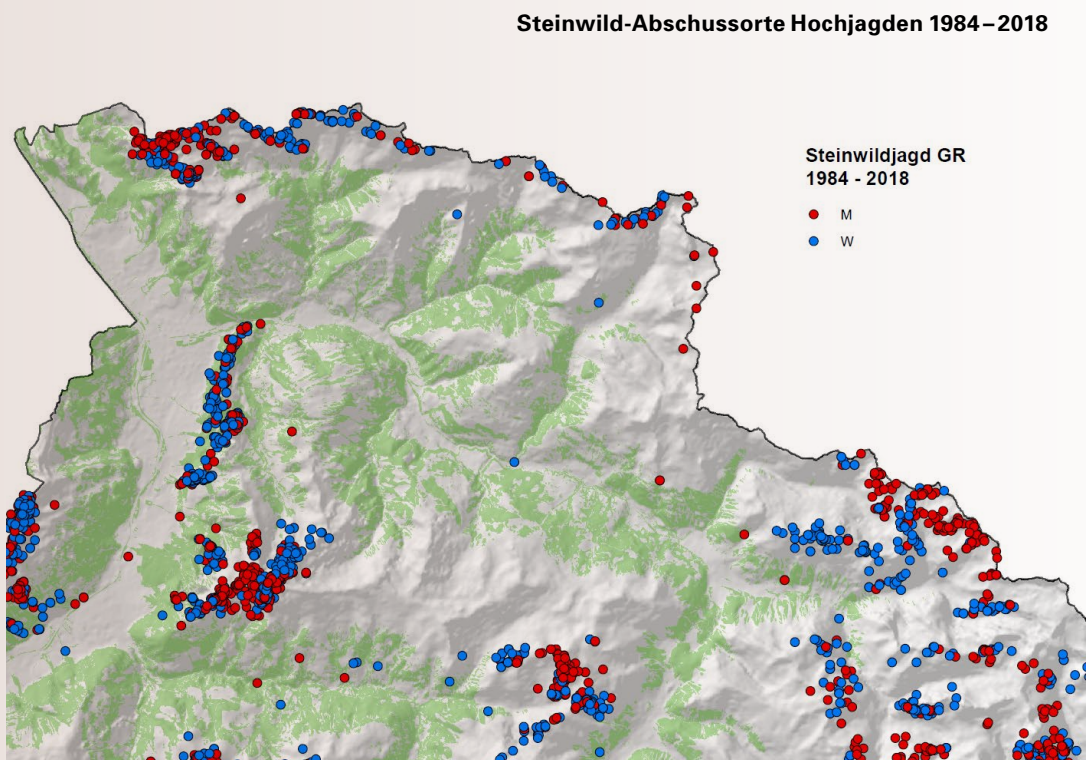 Steinwild-Abschussorte Hochjagden 1984–2018
Steinwildjagd GR
1984 - 2018
M
W